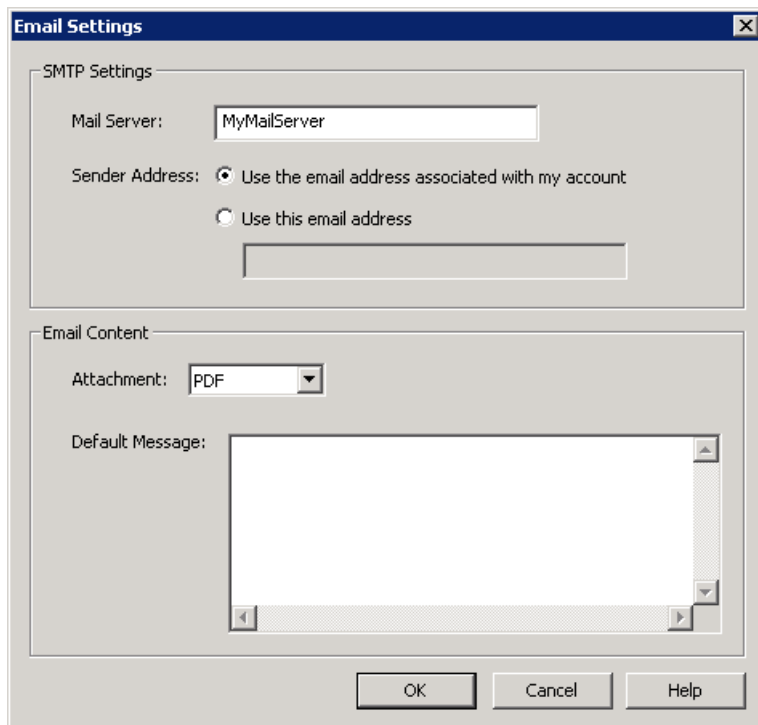 Email Settings
SMTP Settings
Mail Server: MyMailServer
Sender Address: Use the email address associated with my account
Use this email address
Email Content
Attachment: PDF
Default Message:
OK Cancel Help